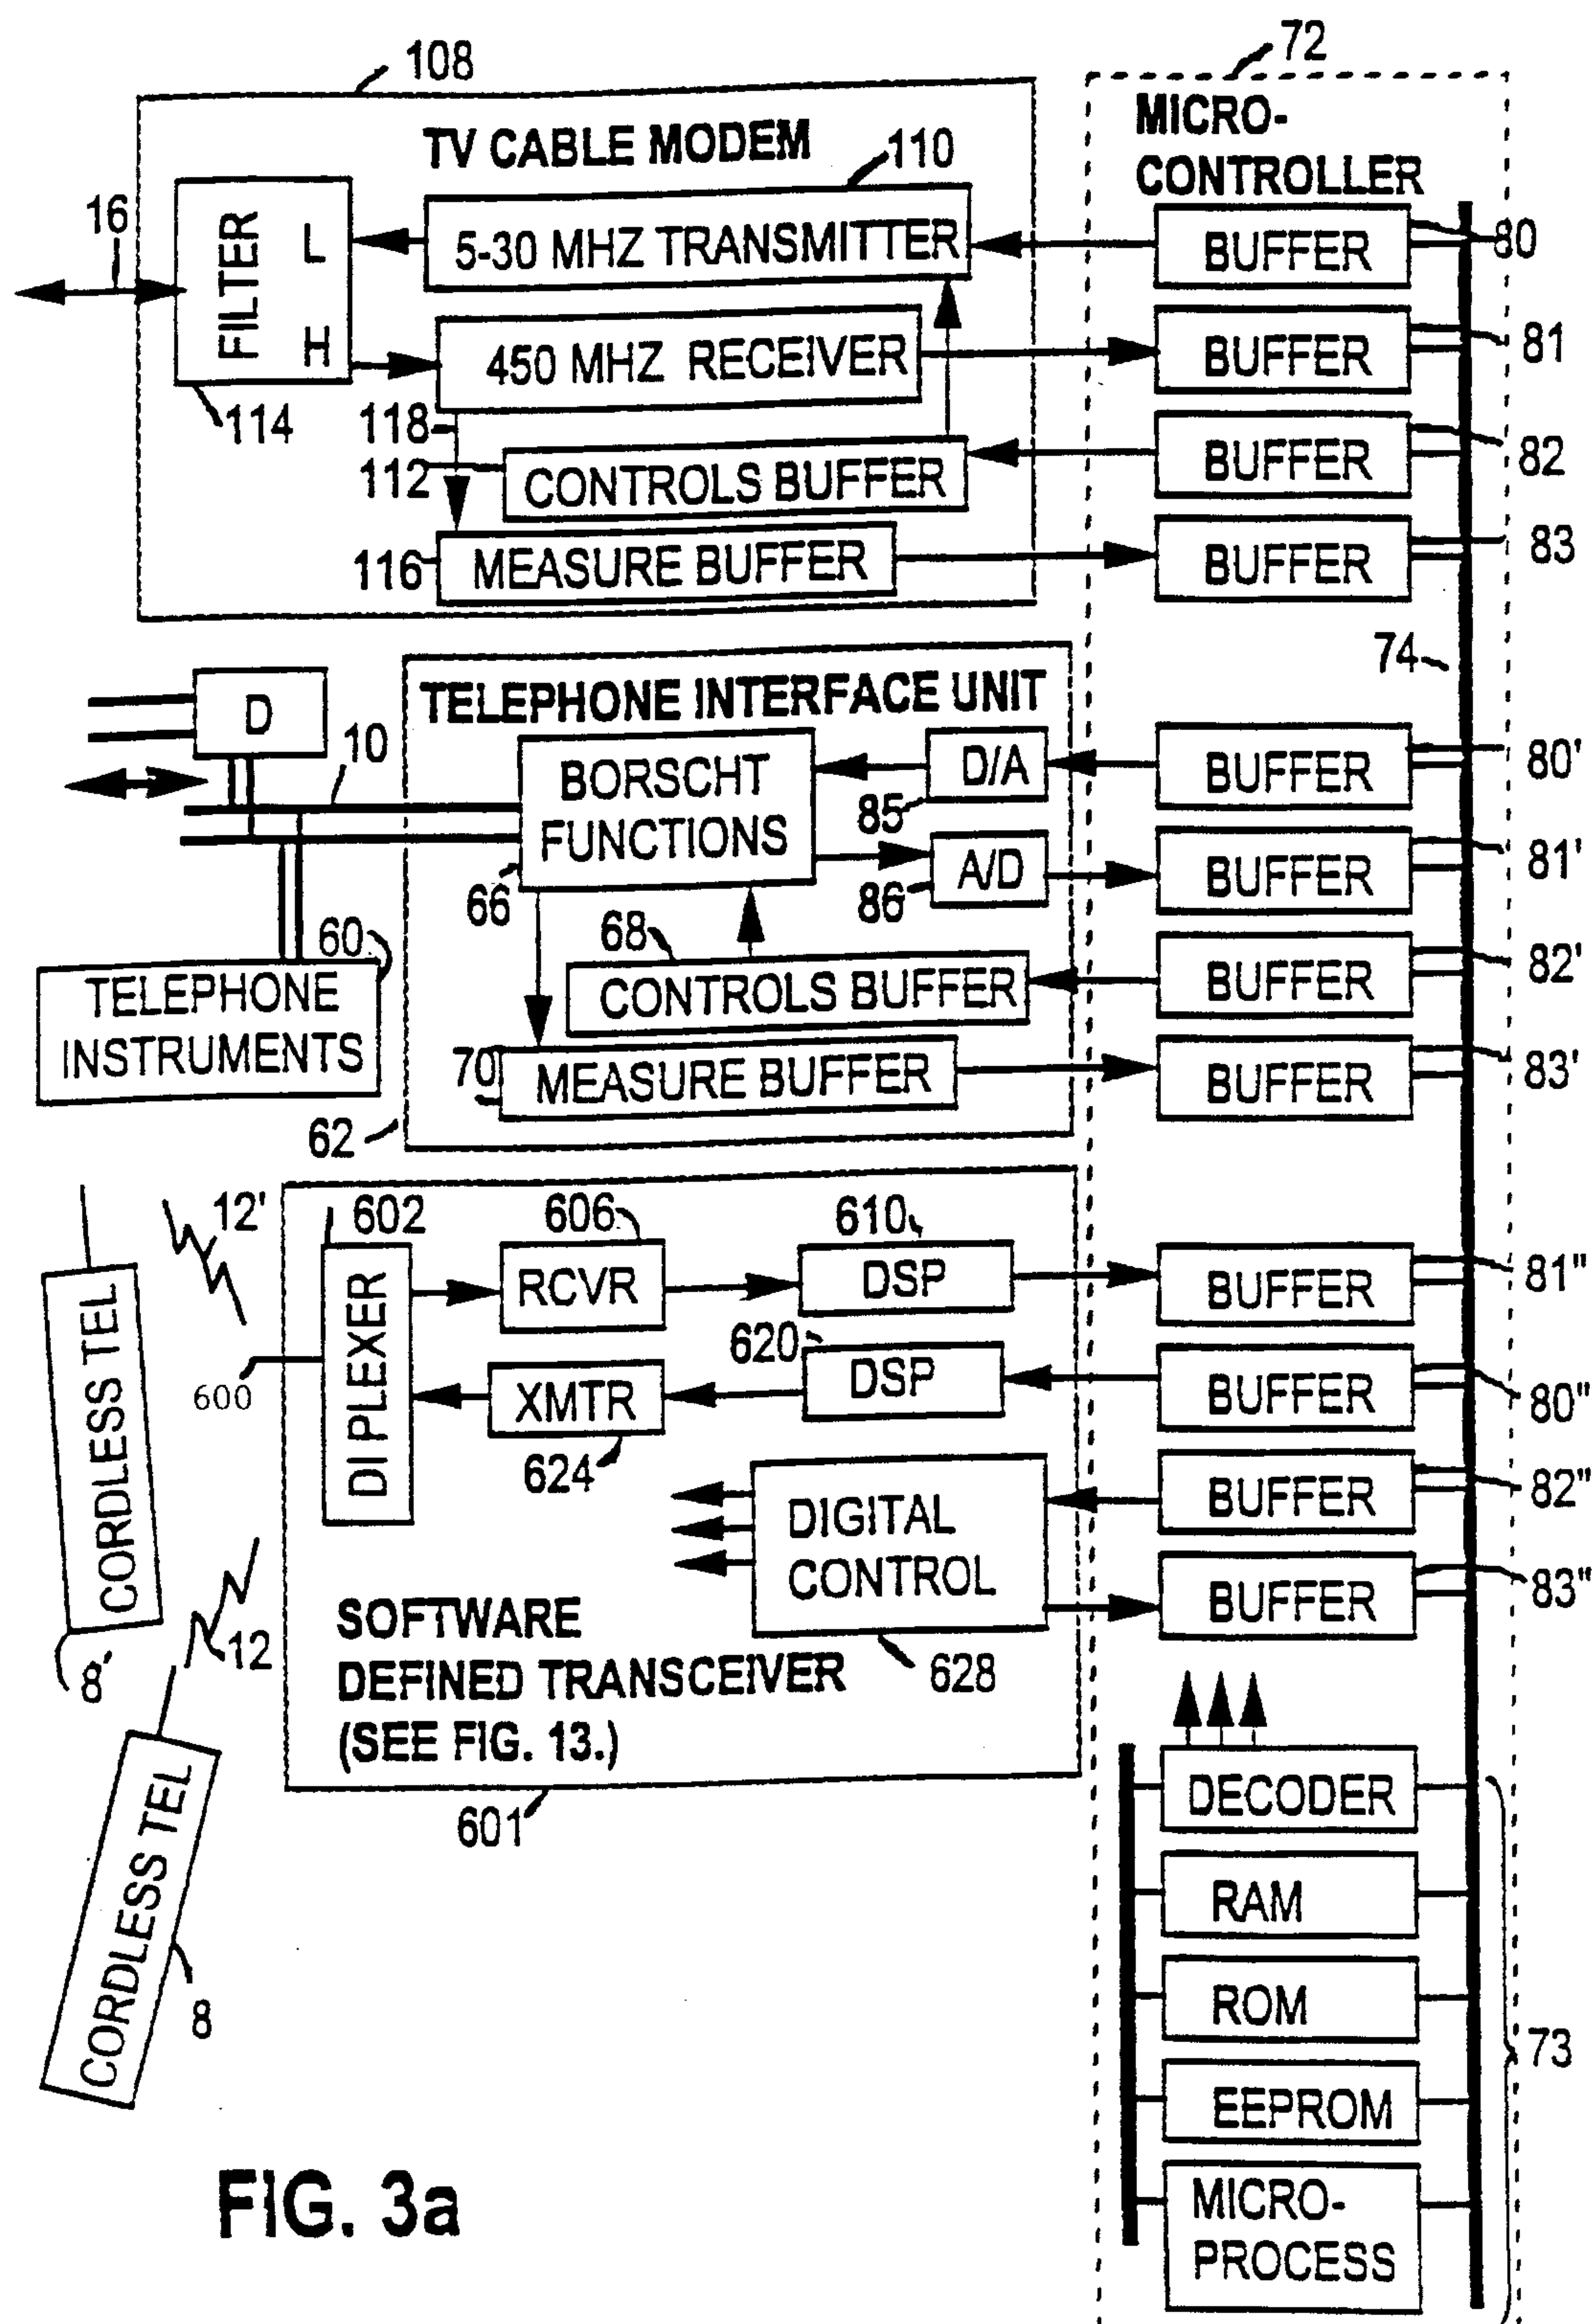 108
72
TV CABLE MODEM
110
MICRO-
CONTROLLER
16
FILTER
L
H
5-30 MHZ TRANSMITTER
BUFFER
80
450 MHZ RECEIVER
BUFFER
81
114
118
112
CONTROLS BUFFER
BUFFER
82
116
MEASURE BUFFER
BUFFER
83
74
D
10
TELEPHONE INTERFACE UNIT
BORSCHT
FUNCTIONS
D/A
85
BUFFER
80'
A/D
86
BUFFER
81'
66
68
60
CONTROLS BUFFER
BUFFER
82'
TELEPHONE
INSTRUMENTS
70
MEASURE BUFFER
BUFFER
83'
62
12'
602
606
610
DI PLEXER
RCVR
DSP
BUFFER
81"
CORDLESS TEL
600
620
XMTR
DSP
BUFFER
80"
624
DIGITAL
CONTROL
BUFFER
82"
BUFFER
83"
8'
12
628
SOFTWARE
DEFINED TRANSCEIVER
(SEE FIG. 13.)
601
CORDLESS TEL
8
DECODER
RAM
ROM
EEPROM
MICRO-
PROCESS
73
FIG. 3a